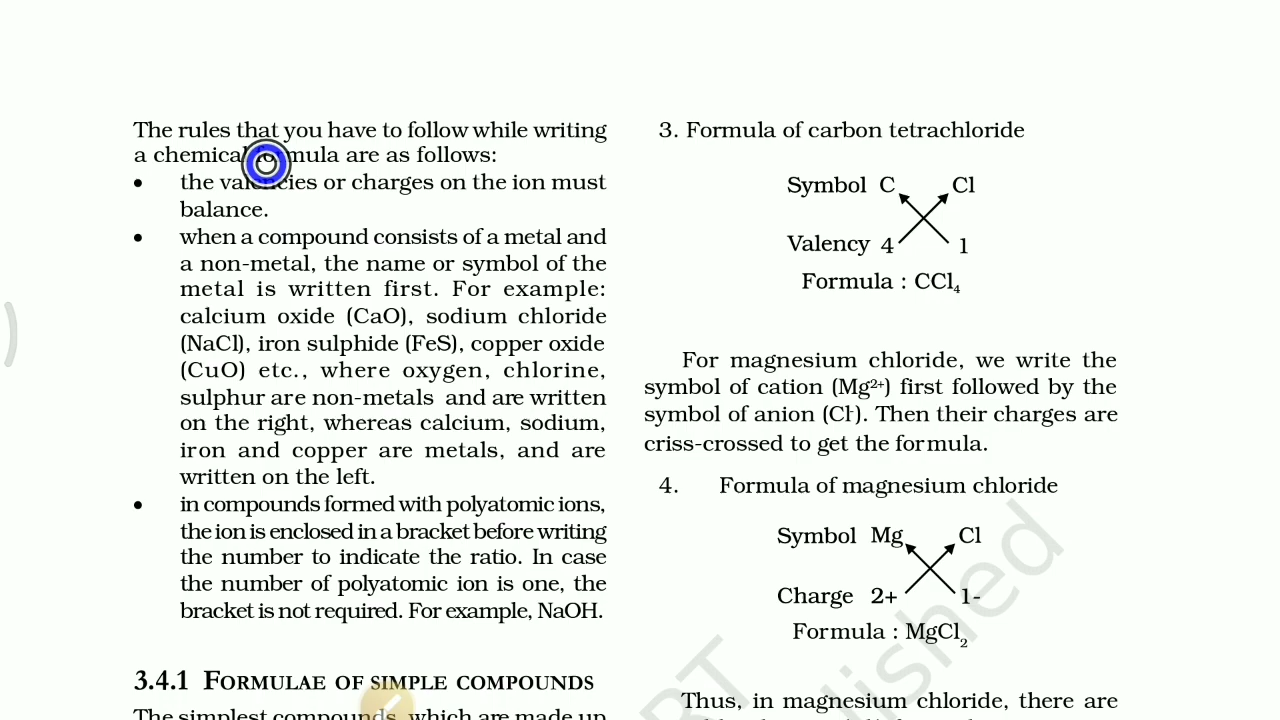 The rules that you have to follow while writing
a chemical formula are as follows:
• the valencies or charges on the ion must
balance.
• when a compound consists of a metal and
a non-metal, the name or symbol of the
metal is written first. For example:
calcium oxide (CaO), sodium chloride
(NaCl), iron sulphide (FeS), copper oxide
(CuO) etc., where oxygen, chlorine,
sulphur are non-metals and are written
on the right, whereas calcium, sodium,
iron and copper are metals, and are
written on the left.
• in compounds formed with polyatomic ions,
the ion is enclosed in a bracket before writing
the number to indicate the ratio. In case
the number of polyatomic ion is one, the
bracket is not required. For example, NaOH.
3.4.1 FORMULAE OF SIMPLE COMPOUNDS
The simplest compounds, which are made up
3. Formula of carbon tetrachloride
Symbol C Cl
Valency 4 1
Formula : CCl₄
For magnesium chloride, we write the
symbol of cation (Mg²⁺) first followed by the
symbol of anion (Cl⁻). Then their charges are
criss-crossed to get the formula.
4. Formula of magnesium chloride
Symbol Mg Cl
Charge 2+ 1-
Formula : MgCl₂
Thus, in magnesium chloride, there are